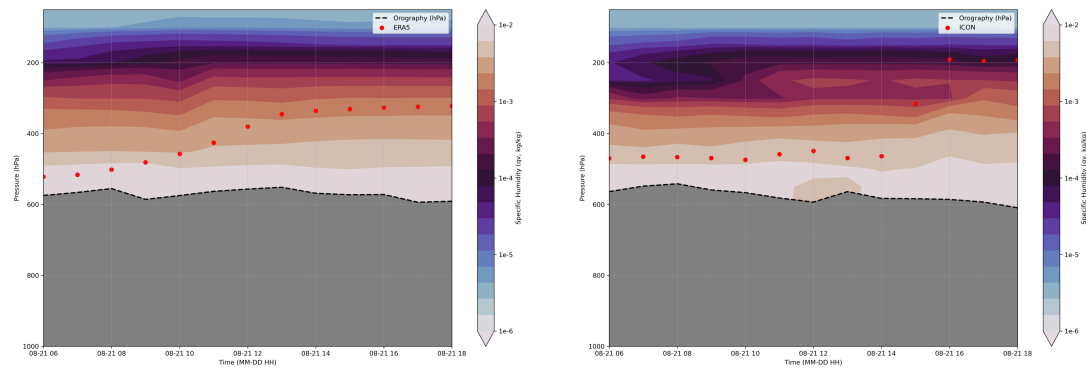 Orography (hPa)
ERA5
200
400
600
800
1000
Pressure (hPa)
08-21 06
08-21 08
08-21 10
08-21 12
08-21 14
08-21 16
08-21 18
Time (MM-DD HH)
1e-2
1e-3
1e-4
1e-5
1e-6
Specific Humidity (qv, kg/kg)
Orography (hPa)
ICON
200
400
600
800
1000
Pressure (hPa)
08-21 06
08-21 08
08-21 10
08-21 12
08-21 14
08-21 16
08-21 18
Time (MM-DD HH)
1e-2
1e-3
1e-4
1e-5
1e-6
Specific Humidity (qv, kg/kg)